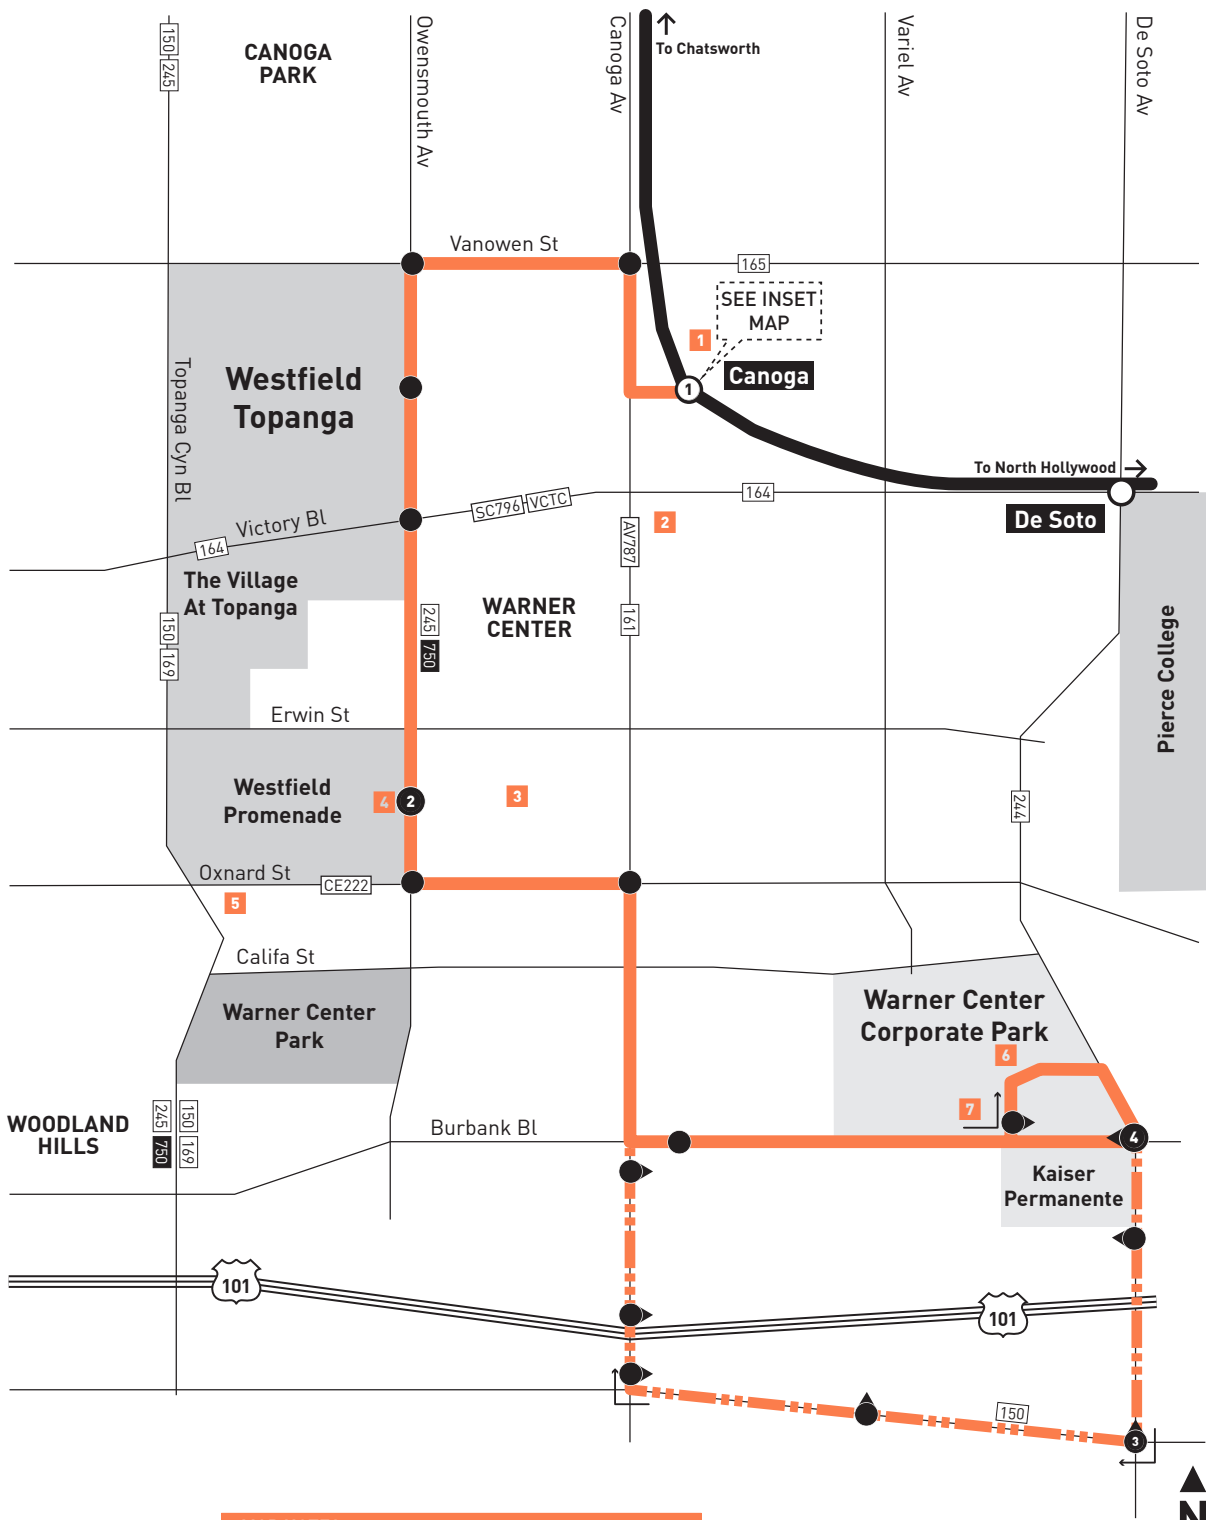 150
245
CANOGA
PARK
Owensmouth Av
Canoga Av
To Chatsworth
Variel Av
De Soto Av
Vanowen St
165
SEE INSET
MAP
1
Canoga
1
Topanga Cyn Bl
Westfield
Topanga
To North Hollywood
De Soto
164
SC796
VCTC
Victory Bl
164
2
AV787
The Village
At Topanga
WARNER
CENTER
161
245
750
150
169
Pierce College
Erwin St
Westfield
Promenade
4
2
3
244
Oxnard St
CE222
5
Califa St
Warner Center
Park
Warner Center
Corporate Park
6
7
WOODLAND
HILLS
245
750
150
169
Burbank Bl
4
Kaiser
Permanente
101
101
150
3
N